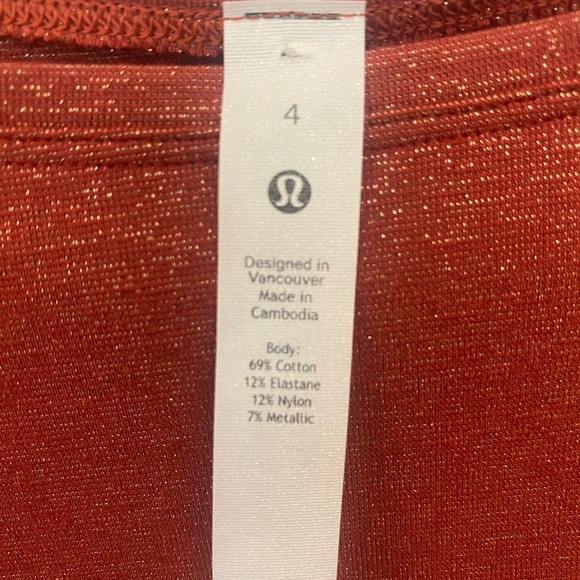 4
Designed in
Vancouver
Made in
Cambodia
Body:
69% Cotton
12% Elastane
12% Nylon
7% Metallic